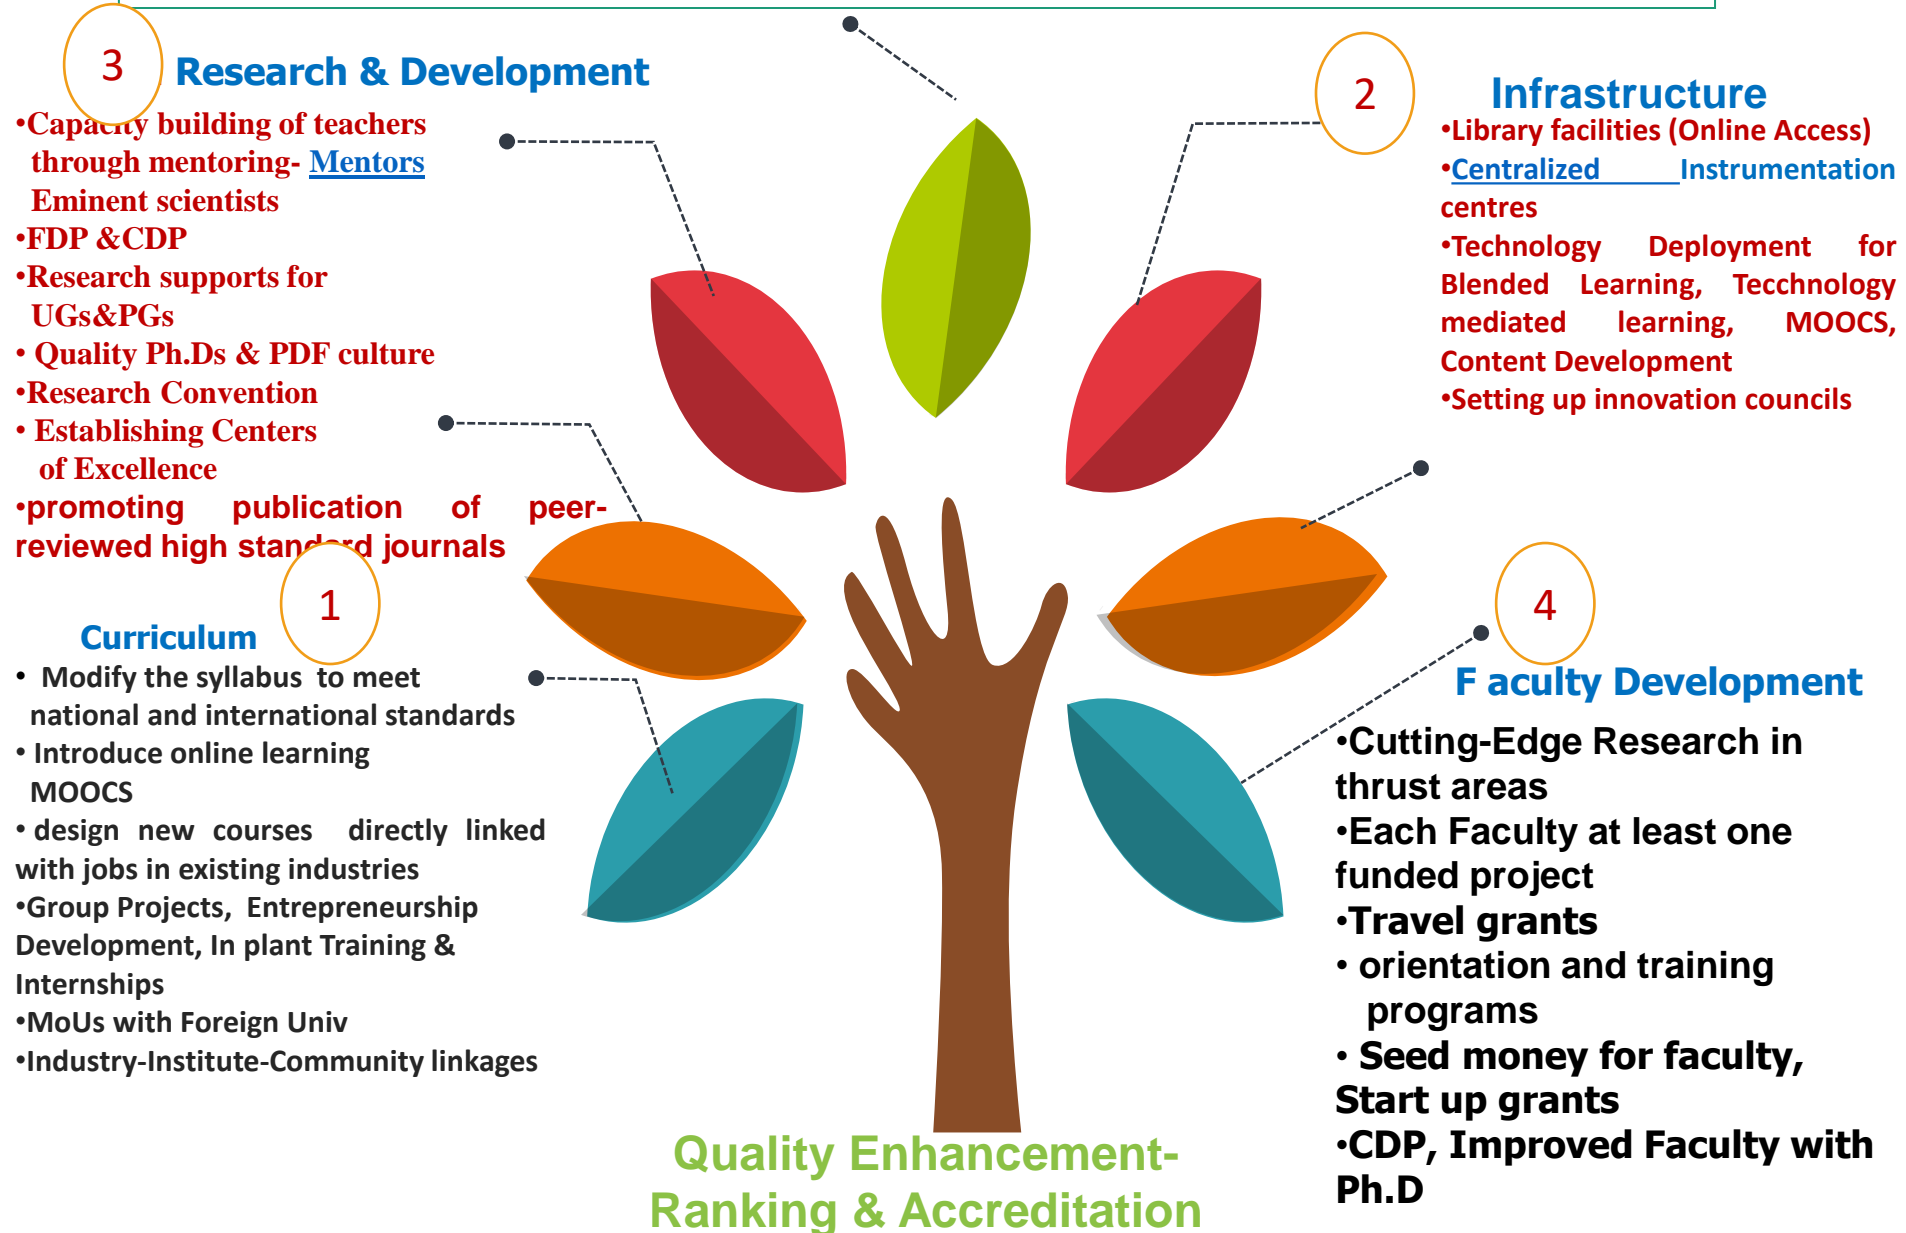 3
Research & Development
•Capacity building of teachers
through mentoring- Mentors
Eminent scientists
•FDP &CDP
•Research supports for
UGs&PGs
• Quality Ph.Ds & PDF culture
•Research Convention
• Establishing Centers
of Excellence
•promoting publication of peer-
reviewed high standard journals
1
Curriculum
• Modify the syllabus to meet
national and international standards
• Introduce online learning
MOOCS
• design new courses directly linked
with jobs in existing industries
•Group Projects, Entrepreneurship
Development, In plant Training &
Internships
•MoUs with Foreign Univ
•Industry-Institute-Community linkages
2
Infrastructure
•Library facilities (Online Access)
•Centralized Instrumentation
centres
•Technology Deployment for
Blended Learning, Tecchnology
mediated learning, MOOCS,
Content Development
•Setting up innovation councils
4
F aculty Development
•Cutting-Edge Research in
thrust areas
•Each Faculty at least one
funded project
•Travel grants
• orientation and training
programs
• Seed money for faculty,
Start up grants
•CDP, Improved Faculty with
Ph.D
Quality Enhancement-
Ranking & Accreditation